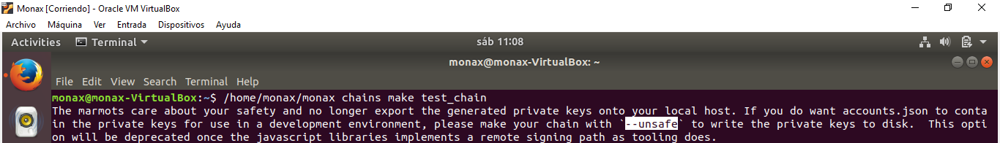 Monax [Corriendo] - Oracle VM VirtualBox
Archivo Máquina Ver Entrada Dispositivos Ayuda
Activities Terminal sáb 11:08
monax@monax-VirtualBox: ~
File Edit View Search Terminal Help
monax@monax-VirtualBox:~$ /home/monax/monax chains make test_chain
The marmots care about your safety and no longer export the generated private keys onto your local host. If you do want accounts.json to conta
in the private keys for use in a development environment, please make your chain with `--unsafe` to write the private keys to disk.  This opti
on will be deprecated once the javascript libraries implements a remote signing path as tooling does.